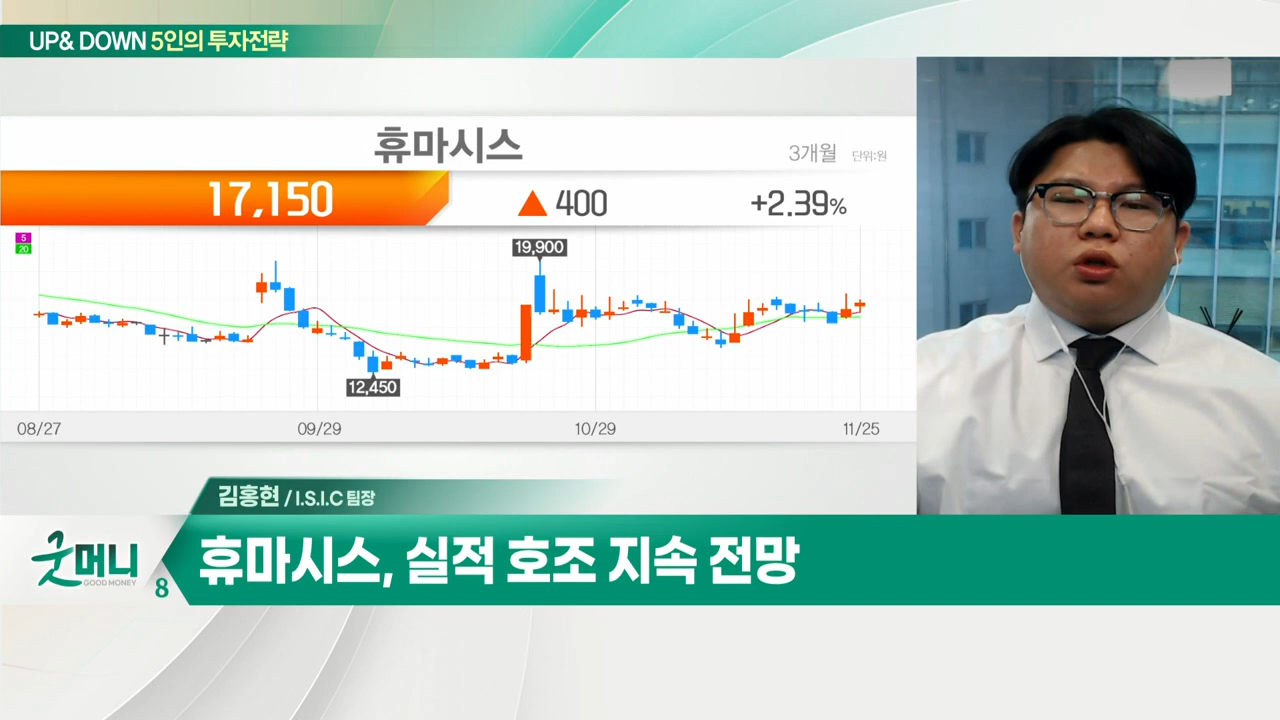 UP& DOWN 5인의 투자전략
휴마시스
3개월 단위:원
17,150 ▲ 400 +2.39%
5
20
19,900
12,450
08/27 09/29 10/29 11/25
김홍현 / I.S.I.C 팀장
굿머니
GOOD MONEY
8
휴마시스, 실적 호조 지속 전망